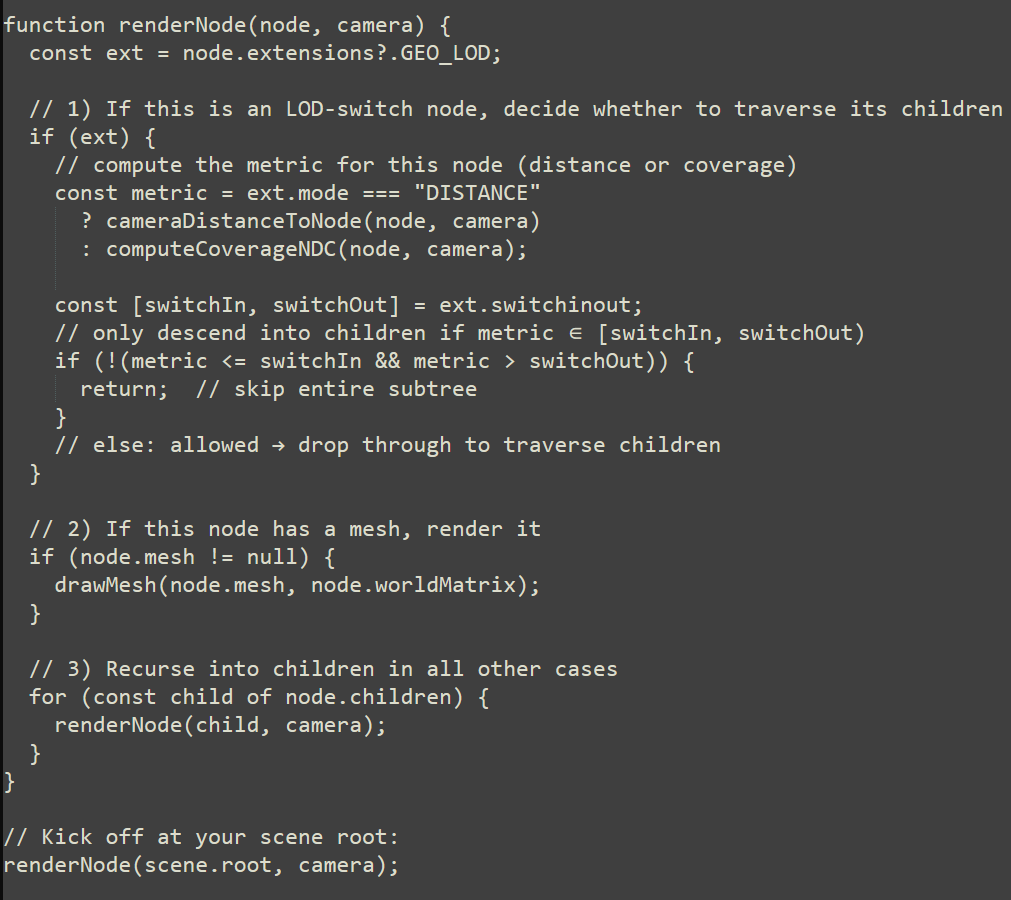 function renderNode(node, camera) {
  const ext = node.extensions?.GEO_LOD;

  // 1) If this is an LOD-switch node, decide whether to traverse its children
  if (ext) {
    // compute the metric for this node (distance or coverage)
    const metric = ext.mode === "DISTANCE"
      ? cameraDistanceToNode(node, camera)
      : computeCoverageNDC(node, camera);

    const [switchIn, switchOut] = ext.switchinout;
    // only descend into children if metric ∈ [switchIn, switchOut)
    if (!(metric <= switchIn && metric > switchOut)) {
      return;  // skip entire subtree
    }
    // else: allowed → drop through to traverse children
  }

  // 2) If this node has a mesh, render it
  if (node.mesh != null) {
    drawMesh(node.mesh, node.worldMatrix);
  }

  // 3) Recurse into children in all other cases
  for (const child of node.children) {
    renderNode(child, camera);
  }
}

// Kick off at your scene root:
renderNode(scene.root, camera);